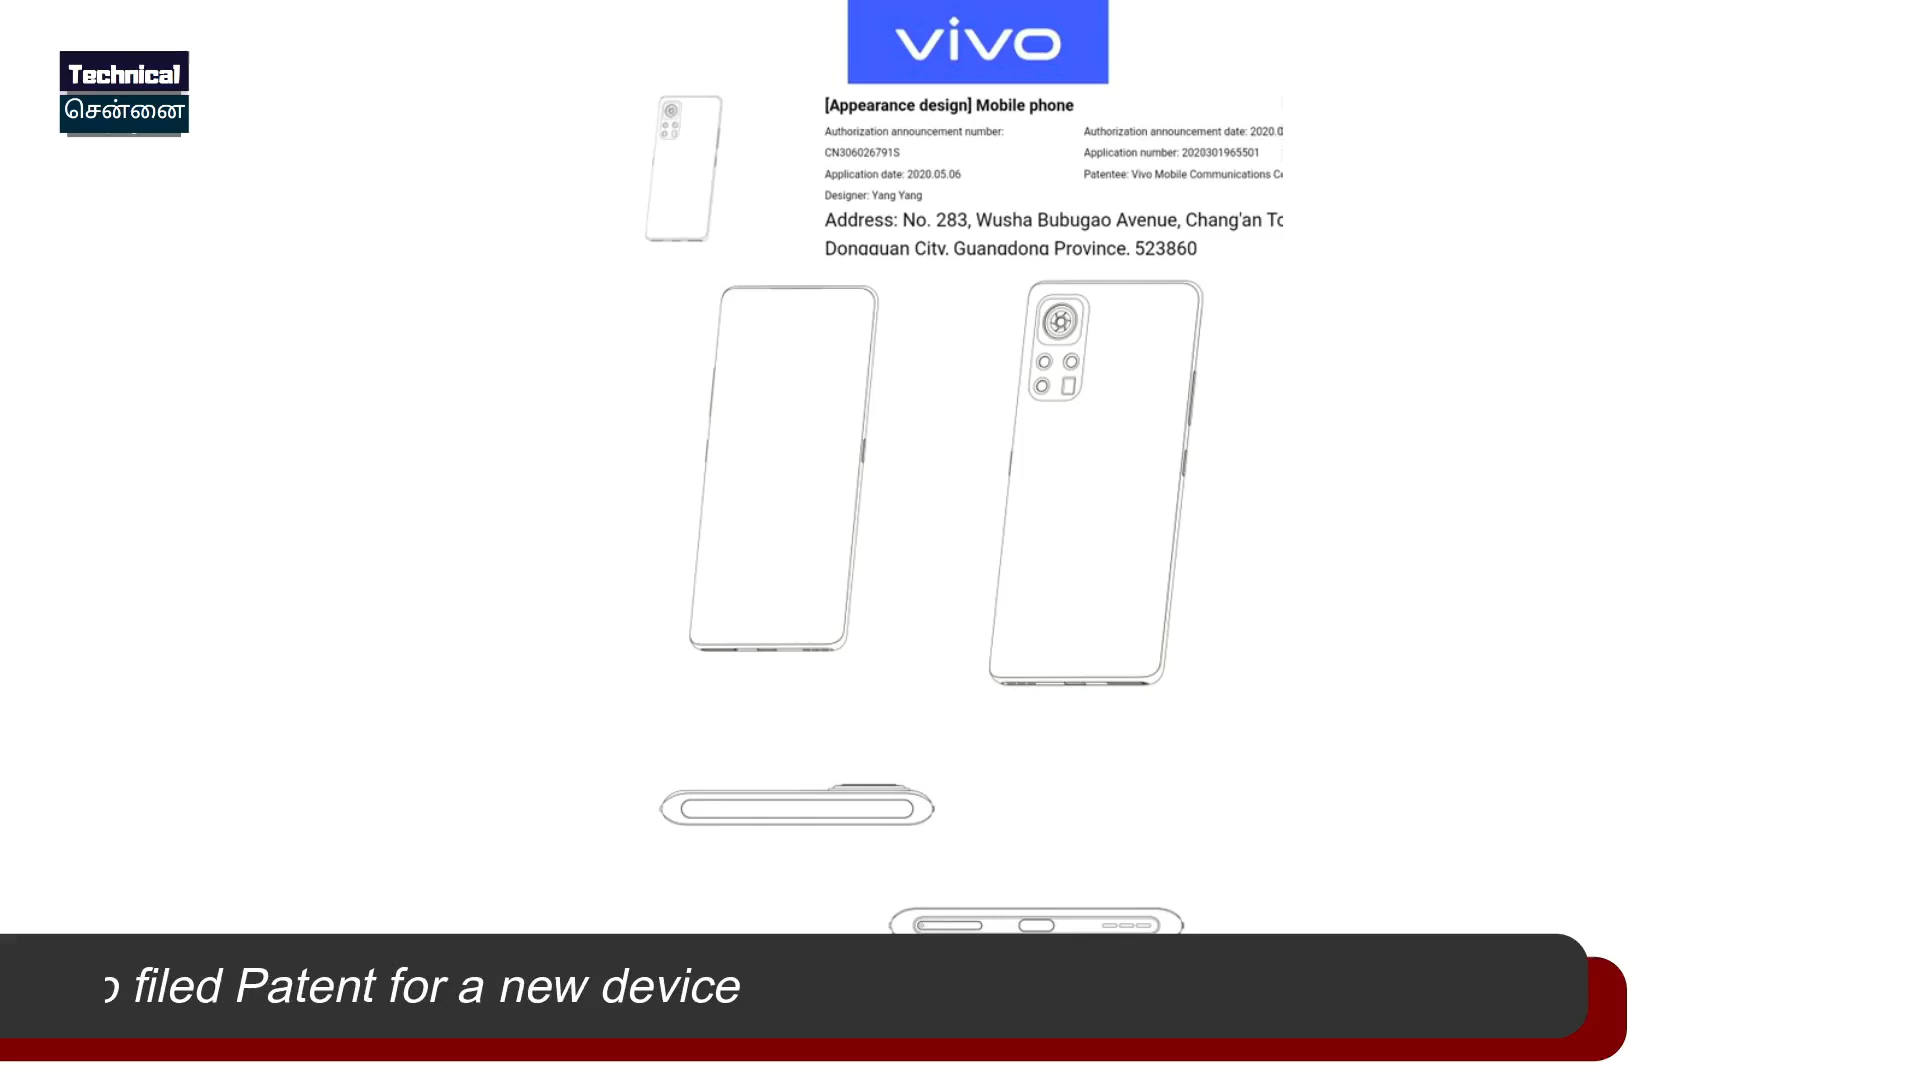 vivo
Technical
சென்னை
[Appearance design] Mobile phone
Authorization announcement number:
Authorization announcement date: 2020.0
CN306026791S
Application number: 2020301965501
Application date: 2020.05.06
Patentee: Vivo Mobile Communications
Designer: Yang Yang
Address: No. 283, Wusha Bubugao Avenue, Chang'an
Dongguan City, Guangdong Province, 523860
filed Patent for a new device